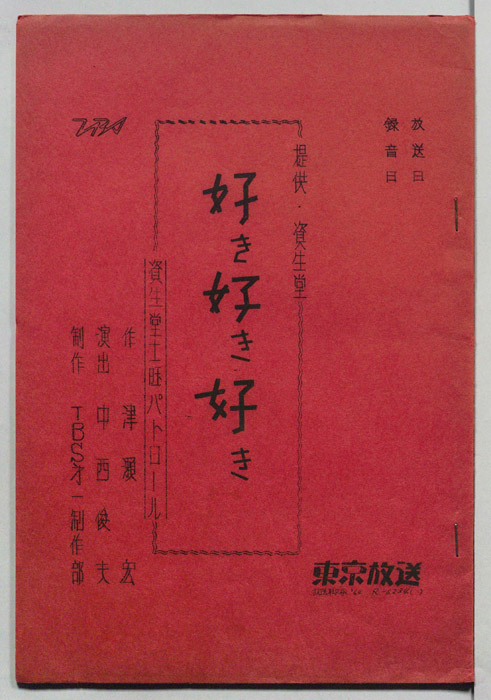 放送日
録音日
提供・資生堂
好き好き好き
資生堂土曜パトロール
作 津瀬 宏
演出 中西俊夫
制作 TBS才一制作部
東京放送